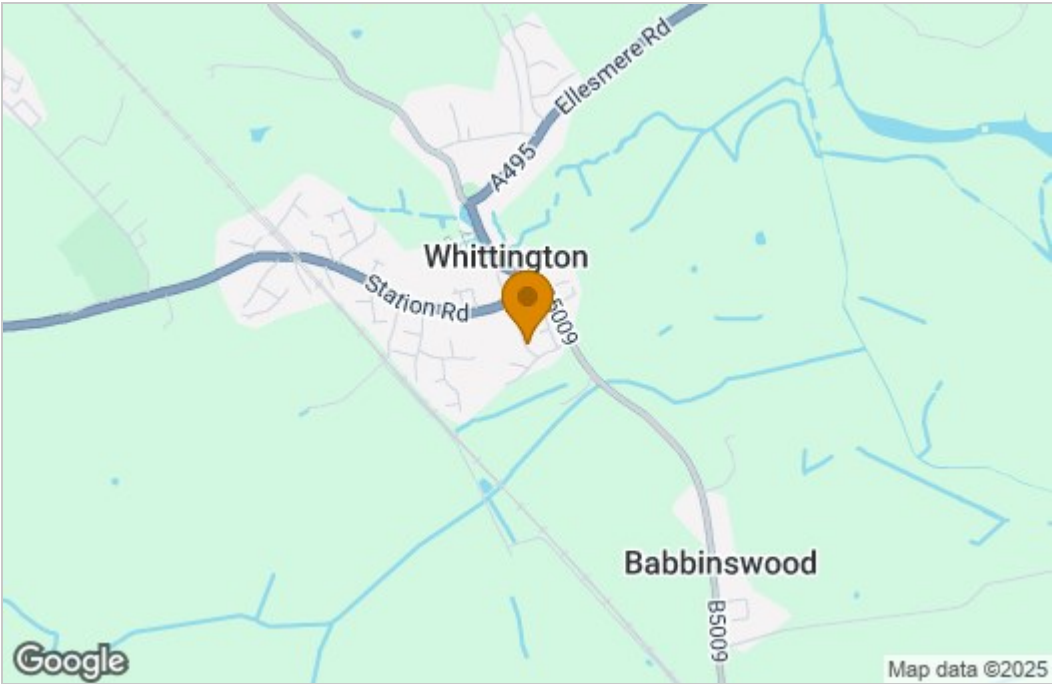 Ellesmere Rd
A495
Whittington
Station Rd
B5009
Babbinswood
B5009
Google
Map data ©2025